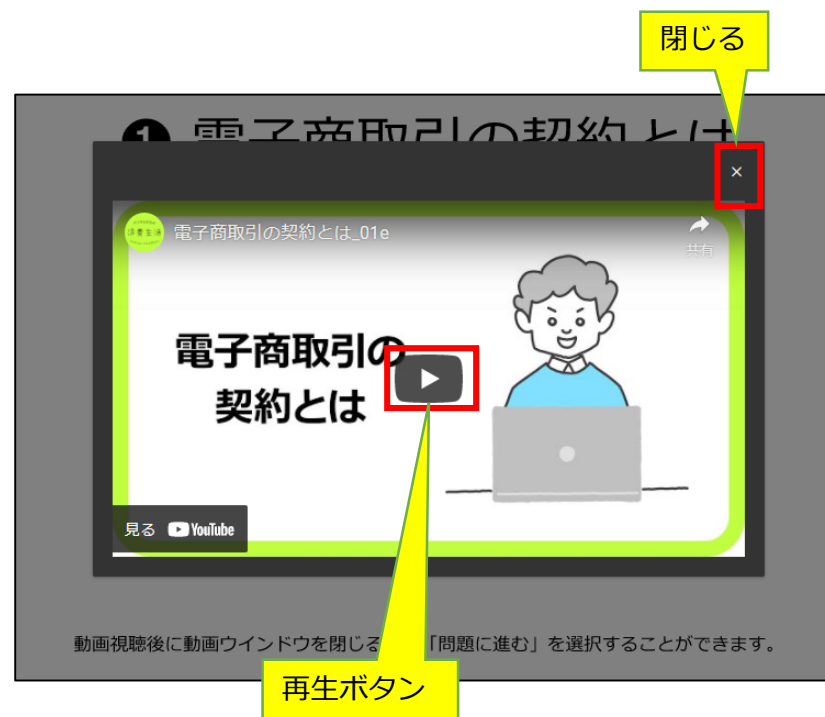 閉じる
❶ 電子商取引の契約とは
×
電子商取引の契約とは_01e
共有
電子商取引の
契約とは
見る YouTube
動画視聴後に動画ウインドウを閉じる 「問題に進む」を選択することができます。
再生ボタン